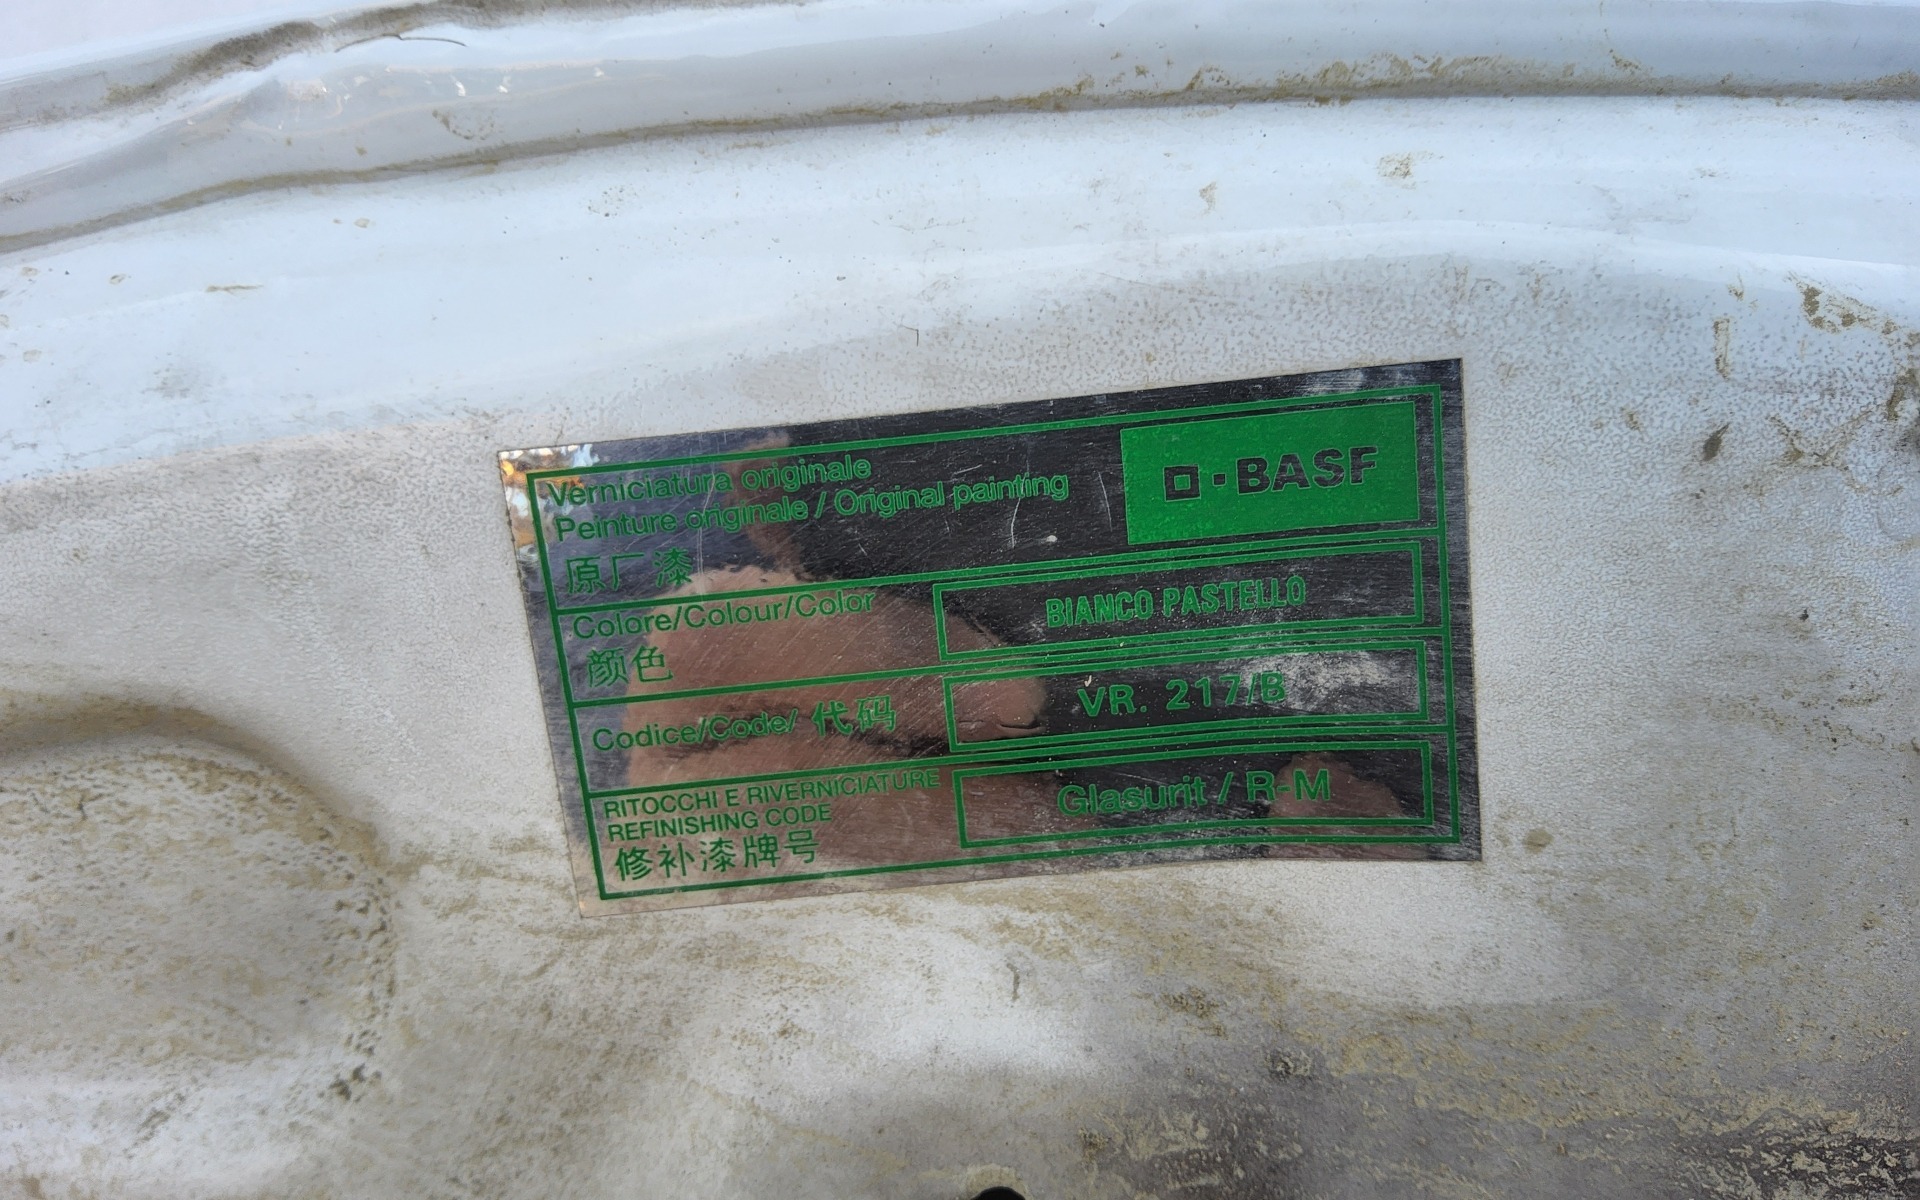 Verniciatura originale
Peinture originale / Original painting
原厂漆
BASF
Colore/Colour/Color
颜色
BIANCO PASTELLO
Codice/Code/ 代码
VR. 217/B
RITOCCHI E RIVERNICIATURE
REFINISHING CODE
修补漆牌号
Glasurit / R-M